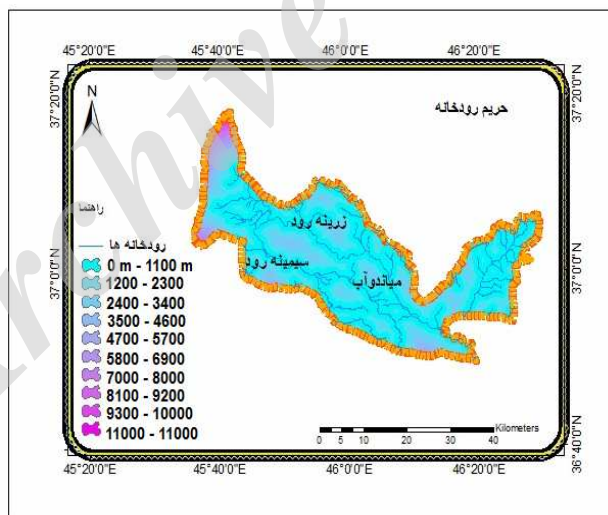 45°20'0"E 45°40'0"E 46°0'0"E 46°20'0"E
37°20'0"N
37°20'0"N
N
حریم رودخانه
راهنما
رودخانه ها
0 m - 1100 m
1200 - 2300
2400 - 3400
3500 - 4600
4700 - 5700
5800 - 6900
7000 - 8000
8100 - 9200
9300 - 10000
11000 - 11000
زرینه رود
سیمینه رود
میاندوآب
37°0'0"N
37°0'0"N
Kilometers
0 5 10 20 30 40
36°40'0"N
45°20'0"E 45°40'0"E 46°0'0"E 46°20'0"E
Archive